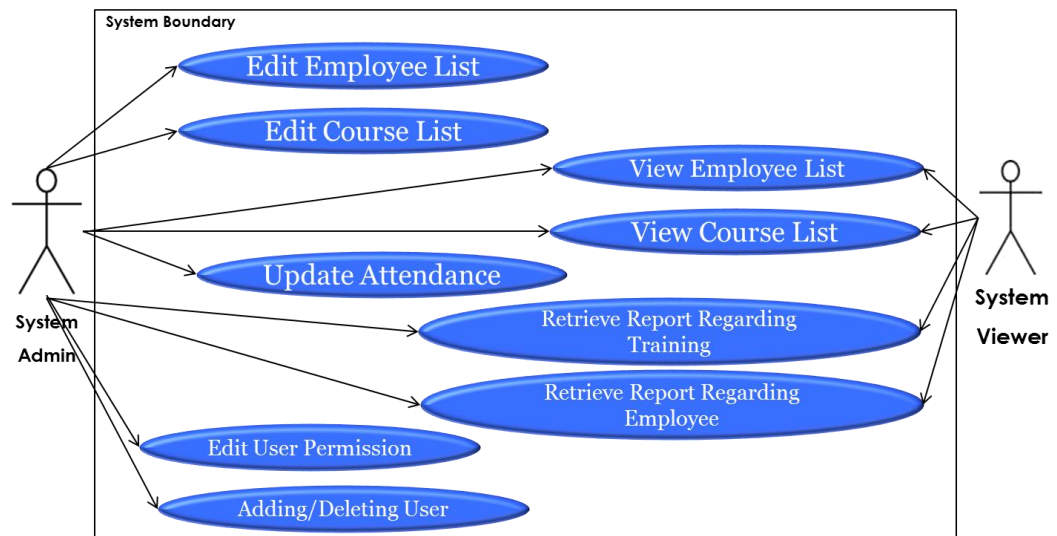 System Boundary
Edit Employee List
Edit Course List
View Employee List
View Course List
Update Attendance
System
Admin
System
Viewer
Retrieve Report Regarding
Training
Retrieve Report Regarding
Employee
Edit User Permission
Adding/Deleting User